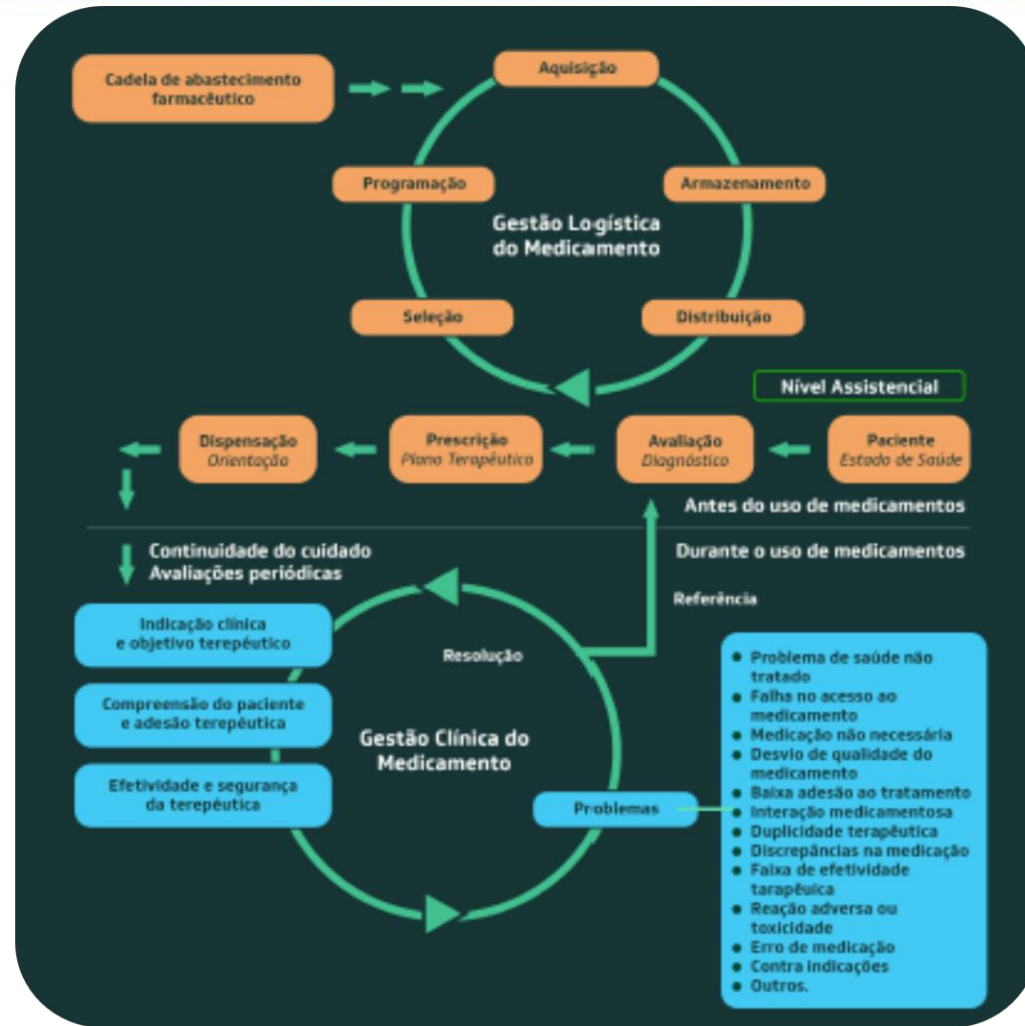 Cadela de abastecimento
farmacêutico
Aquisição
Programação
Armazenamento
Gestão Logística
do Medicamento
Seleção
Distribuição
Nível Assistencial
Dispensação
Orientação
Prescrição
Plano Terapêutico
Avaliação
Diagnóstico
Paciente
Estado de Saúde
Antes do uso de medicamentos
Continuidade do cuidado
Avaliações periódicas
Durante o uso de medicamentos
Referência
Indicação clínica
e objetivo terepêutico
Resolução
Compreensão do paciente
e adesão terepêutica
Gestão Clínica do
Medicamento
Efetividade e segurança
da terepêutica
Problemas
Problema de saúde não
tratado
Falha no acesso ao
medicamento
Medicação não necessária
Desvio de qualidade do
medicamento
Baixa adesão ao tratamento
Interação medicamentosa
Duplicidade terapêutica
Discrepâncias na medicação
Faixa de efetividade
tarapêuica
Reação adversa ou
toxicidade
Erro de medicação
Contra indicações
Outros.